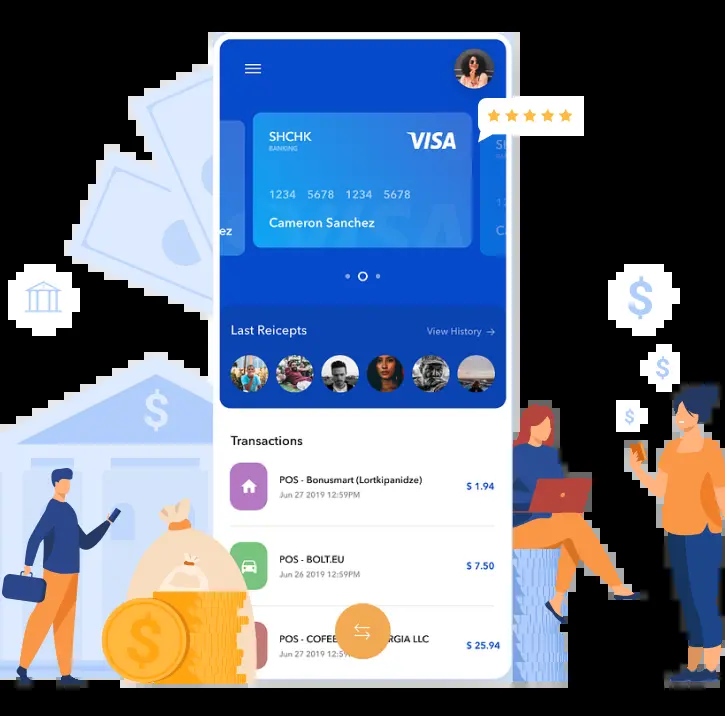 SHCHK
BANKING
VISA
1234 5678 1234 5678
Cameron Sanchez
ez
Last Reicepts
View History →
Transactions
POS - Bonusmart (Lortkipanidze)
$ 1.94
Jun 27 2019 12:59PM
POS - BOLT.EU
$ 7.50
Jun 26 2019 12:59PM
POS - COFEE RGIA LLC
$ 25.94
Jun 27 2019 12:5